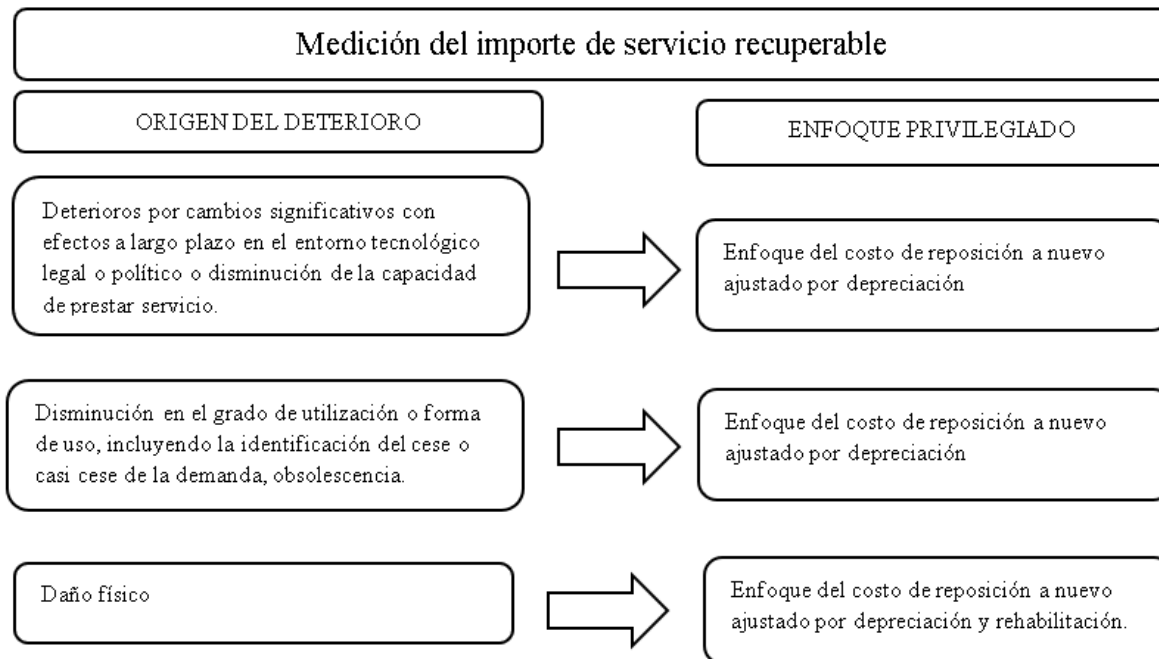 Medición del importe de servicio recuperable
ORIGEN DEL DETERIORO
ENFOQUE PRIVILEGIADO
Deterioros por cambios significativos con
efectos a largo plazo en el entorno tecnológico
legal o político o disminución de la capacidad
de prestar servicio.
Enfoque del costo de reposición a nuevo
ajustado por depreciación
Disminución en el grado de utilización o forma
de uso, incluyendo la identificación del cese o
casi cese de la demanda, obsolescencia.
Enfoque del costo de reposición a nuevo
ajustado por depreciación
Daño físico
Enfoque del costo de reposición a nuevo
ajustado por depreciación y rehabilitación.